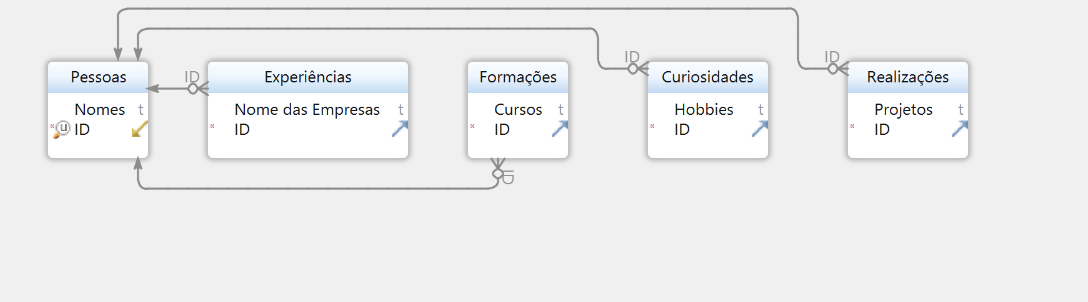 Pessoas
Nomes t
x u ID
ID
Experiências
Nome das Empresas t
x ID
Formações
Cursos t
x ID
ID
ID
Curiosidades
Hobbies t
x ID
ID
Realizações
Projetos t
x ID